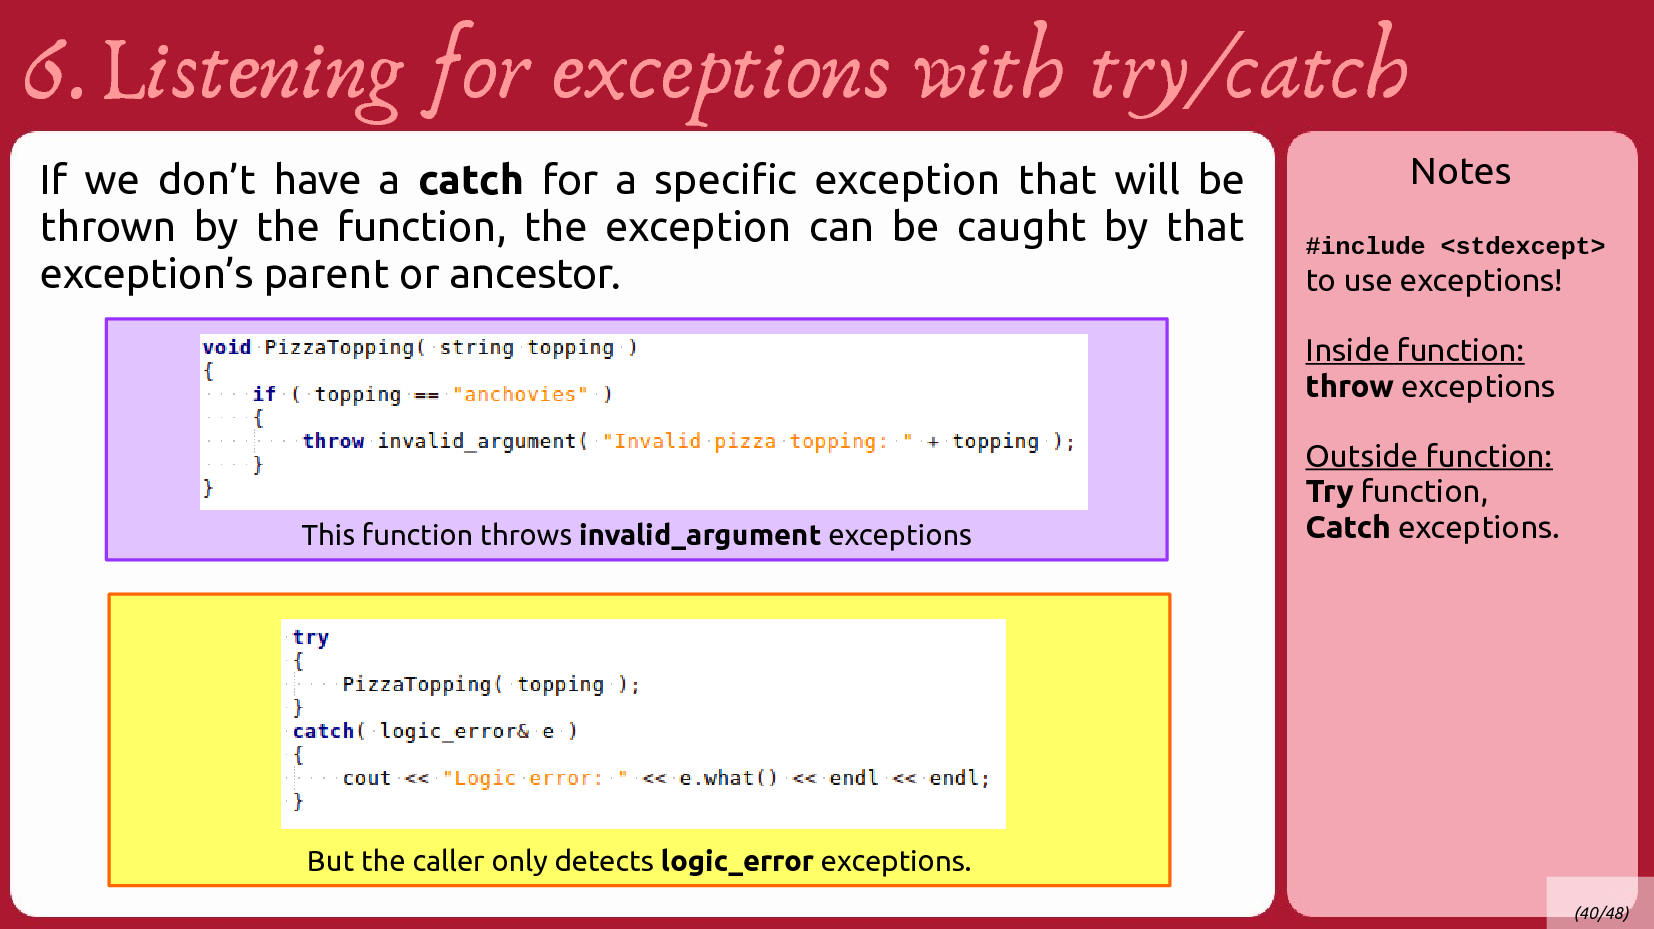 6. Listening for exceptions with try/catch
If we don’t have a catch for a specific exception that will be
thrown by the function, the exception can be caught by that
exception’s parent or ancestor.
void PizzaTopping( string topping )
{
    if ( topping == "anchovies" )
    {
        throw invalid_argument( "Invalid pizza topping: " + topping );
    }
}
This function throws invalid_argument exceptions
try
{
    PizzaTopping( topping );
}
catch( logic_error& e )
{
    cout << "Logic error: " << e.what() << endl << endl;
}
But the caller only detects logic_error exceptions.
Notes
#include <stdexcept>
to use exceptions!
Inside function:
throw exceptions
Outside function:
Try function,
Catch exceptions.
(40/48)